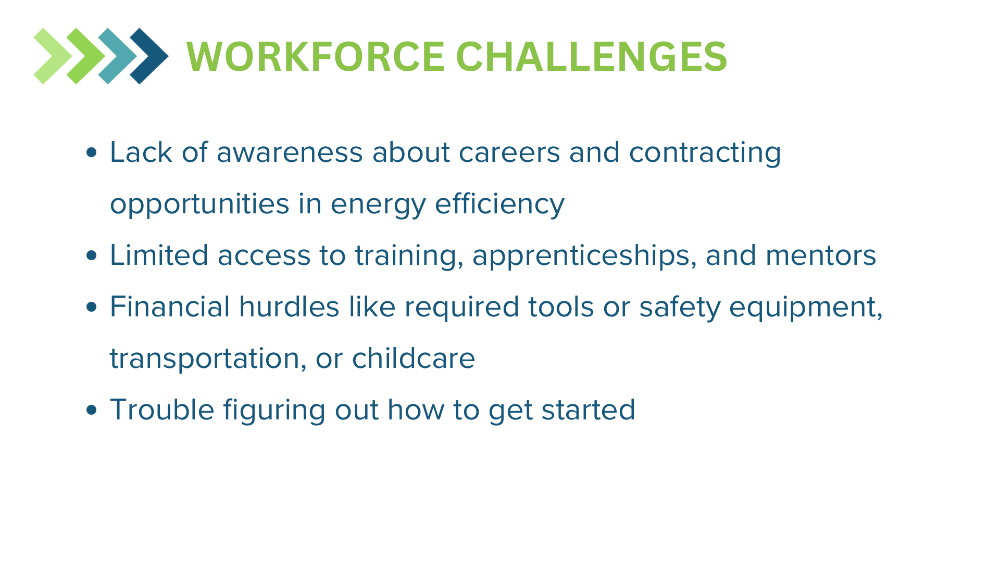 WORKFORCE CHALLENGES
• Lack of awareness about careers and contracting
opportunities in energy efficiency
• Limited access to training, apprenticeships, and mentors
• Financial hurdles like required tools or safety equipment,
transportation, or childcare
• Trouble figuring out how to get started